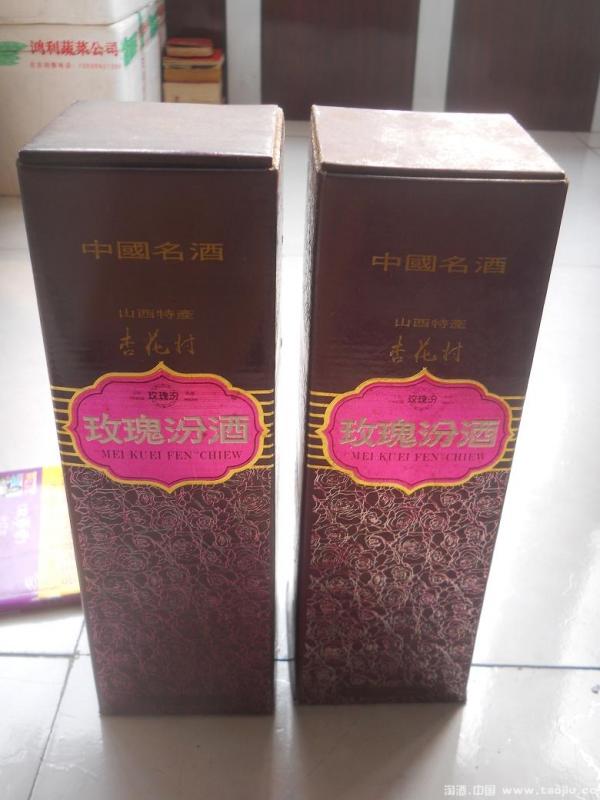 鸿利蔬菜公司
中國名酒
山西特產
杏花村
玫瑰汾
玫瑰汾酒
MEI KUEI FEN CHIEW
中國名酒
山西特產
杏花村
玫瑰汾
玫瑰汾酒
MEI KUEI FEN CHIEW
淘酒.中国 www.taojiu.cc